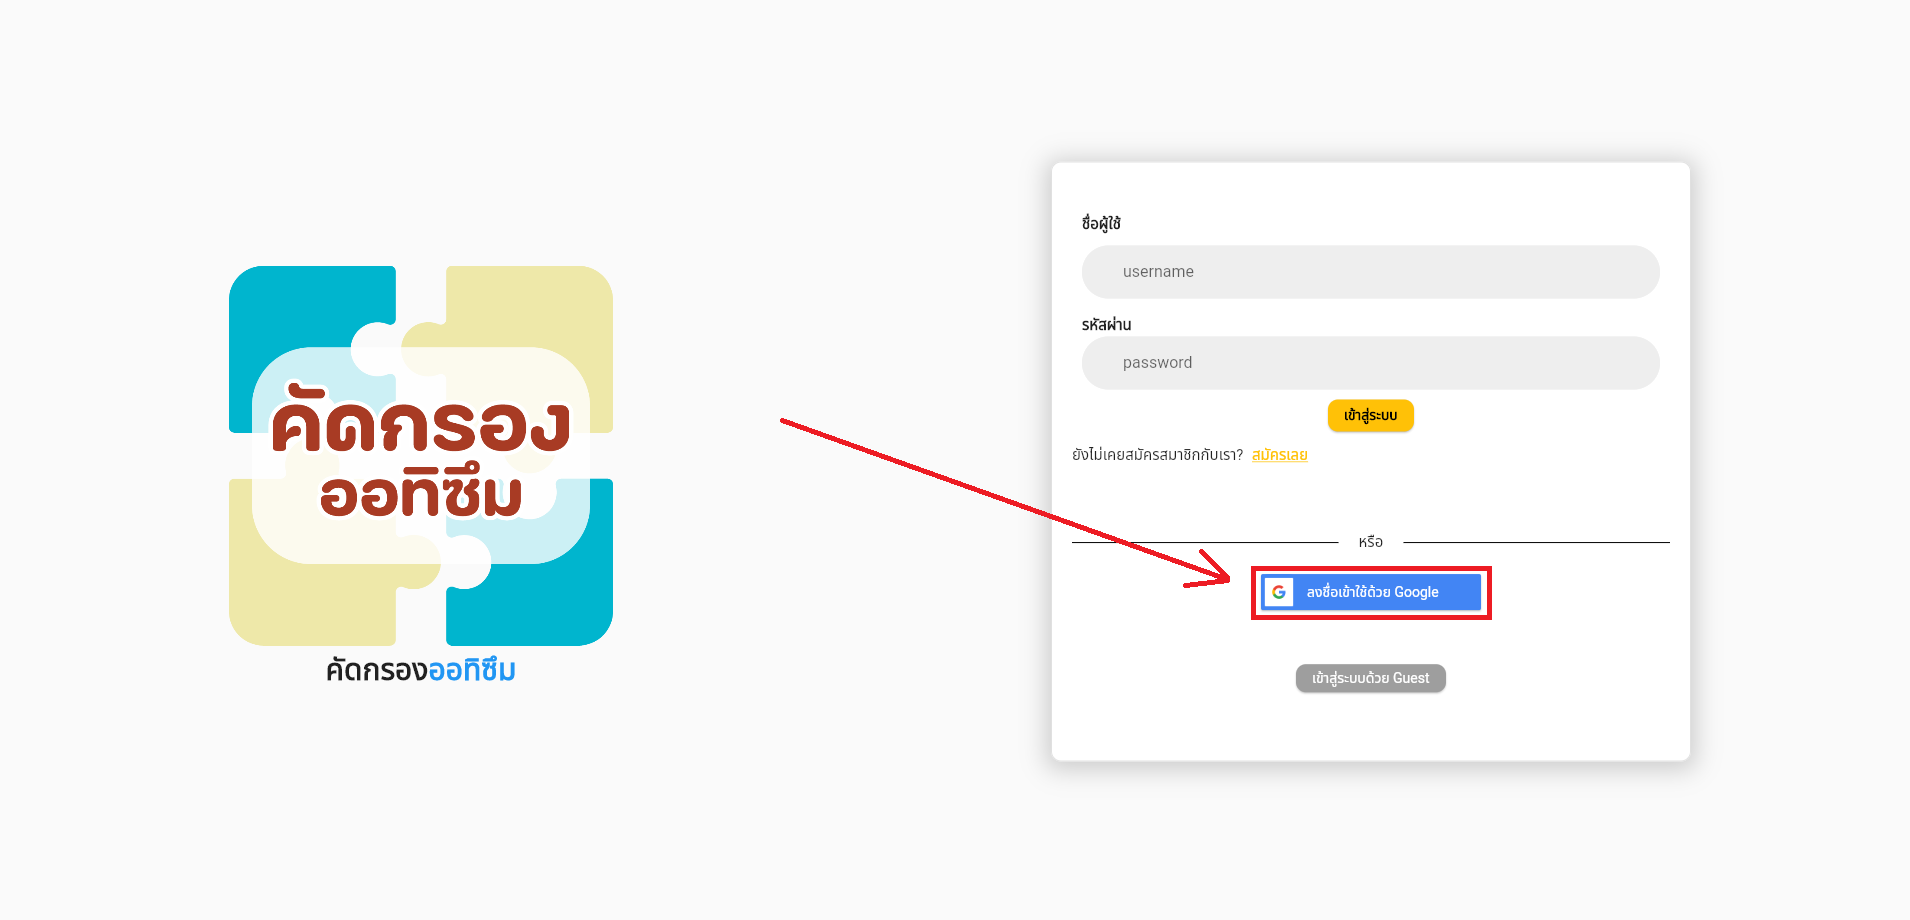 คัดกรอง
ออทิซึม
คัดกรองออทิซึม
ชื่อผู้ใช้
username
รหัสผ่าน
password
เข้าสู่ระบบ
ยังไม่เคยสมัครสมาชิกกับเรา? สมัครเลย
หรือ
ลงชื่อเข้าใช้ด้วย Google
เข้าสู่ระบบด้วย Guest